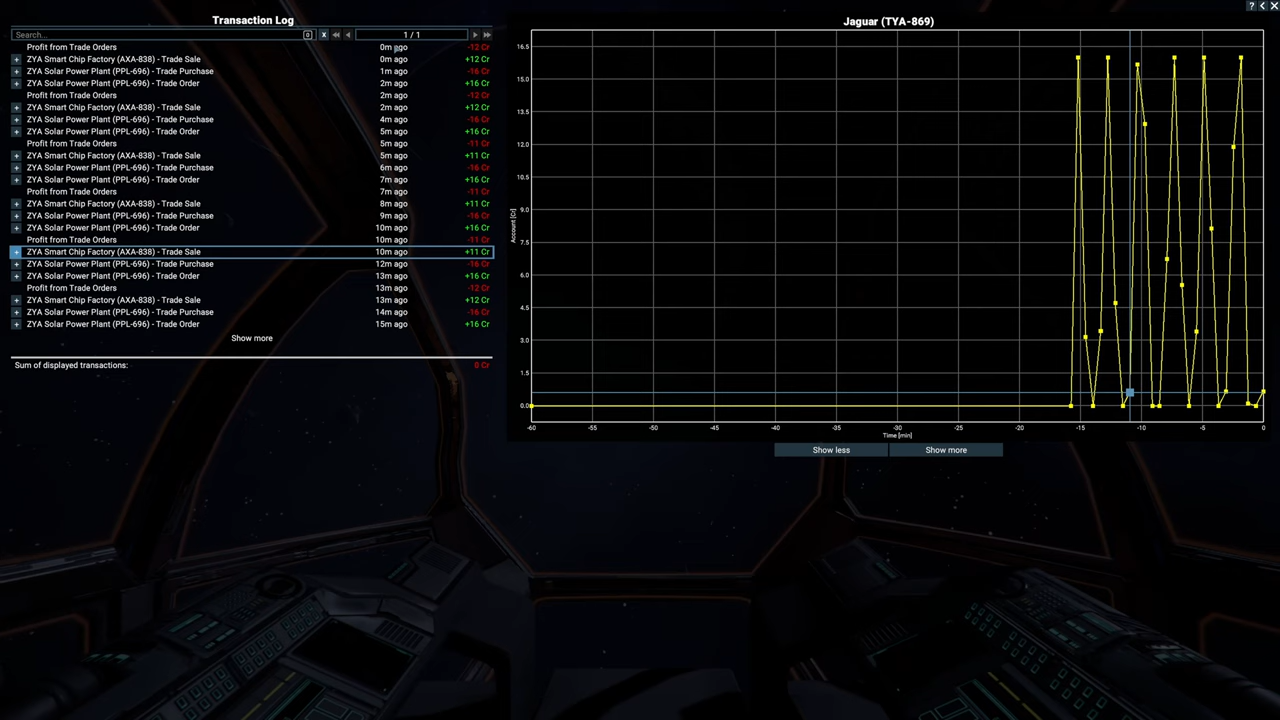 ? < ×
Transaction Log
Search...
0
x
1 / 1
Profit from Trade Orders 0m ago -12 Cr
+ ZYA Smart Chip Factory (AXA-838) - Trade Sale 0m ago +12 Cr
+ ZYA Solar Power Plant (PPL-696) - Trade Purchase 1m ago -16 Cr
+ ZYA Solar Power Plant (PPL-696) - Trade Order 2m ago +16 Cr
Profit from Trade Orders 2m ago -12 Cr
+ ZYA Smart Chip Factory (AXA-838) - Trade Sale 2m ago +12 Cr
+ ZYA Solar Power Plant (PPL-696) - Trade Purchase 4m ago -16 Cr
+ ZYA Solar Power Plant (PPL-696) - Trade Order 5m ago +16 Cr
Profit from Trade Orders 5m ago -11 Cr
+ ZYA Smart Chip Factory (AXA-838) - Trade Sale 5m ago +11 Cr
+ ZYA Solar Power Plant (PPL-696) - Trade Purchase 6m ago -16 Cr
+ ZYA Solar Power Plant (PPL-696) - Trade Order 7m ago +16 Cr
Profit from Trade Orders 7m ago -11 Cr
+ ZYA Smart Chip Factory (AXA-838) - Trade Sale 8m ago +11 Cr
+ ZYA Solar Power Plant (PPL-696) - Trade Purchase 9m ago -16 Cr
+ ZYA Solar Power Plant (PPL-696) - Trade Order 10m ago +16 Cr
Profit from Trade Orders 10m ago -11 Cr
+ ZYA Smart Chip Factory (AXA-838) - Trade Sale 10m ago +11 Cr
+ ZYA Solar Power Plant (PPL-696) - Trade Purchase 12m ago -16 Cr
+ ZYA Solar Power Plant (PPL-696) - Trade Order 13m ago +16 Cr
Profit from Trade Orders 13m ago -12 Cr
+ ZYA Smart Chip Factory (AXA-838) - Trade Sale 13m ago +12 Cr
+ ZYA Solar Power Plant (PPL-696) - Trade Purchase 14m ago -16 Cr
+ ZYA Solar Power Plant (PPL-696) - Trade Order 15m ago +16 Cr
Show more
Sum of displayed transactions: 0 Cr
Jaguar (TYA-869)
Account [Cr]
16.5
15.0
13.5
12.0
10.5
9.0
7.5
6.0
4.5
3.0
1.5
0.0
-60 -55 -50 -45 -40 -35 -30 -25 -20 -15 -10 -5 0
Time [min]
Show less
Show more